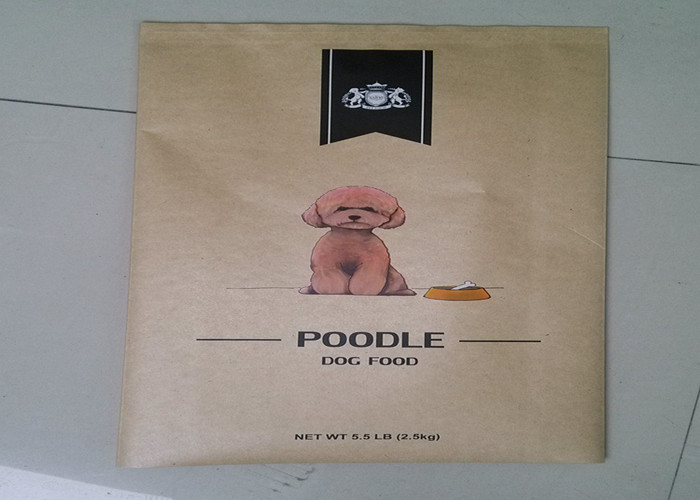 POODLE
DOG FOOD
NET WT 5.5 LB (2.5kg)